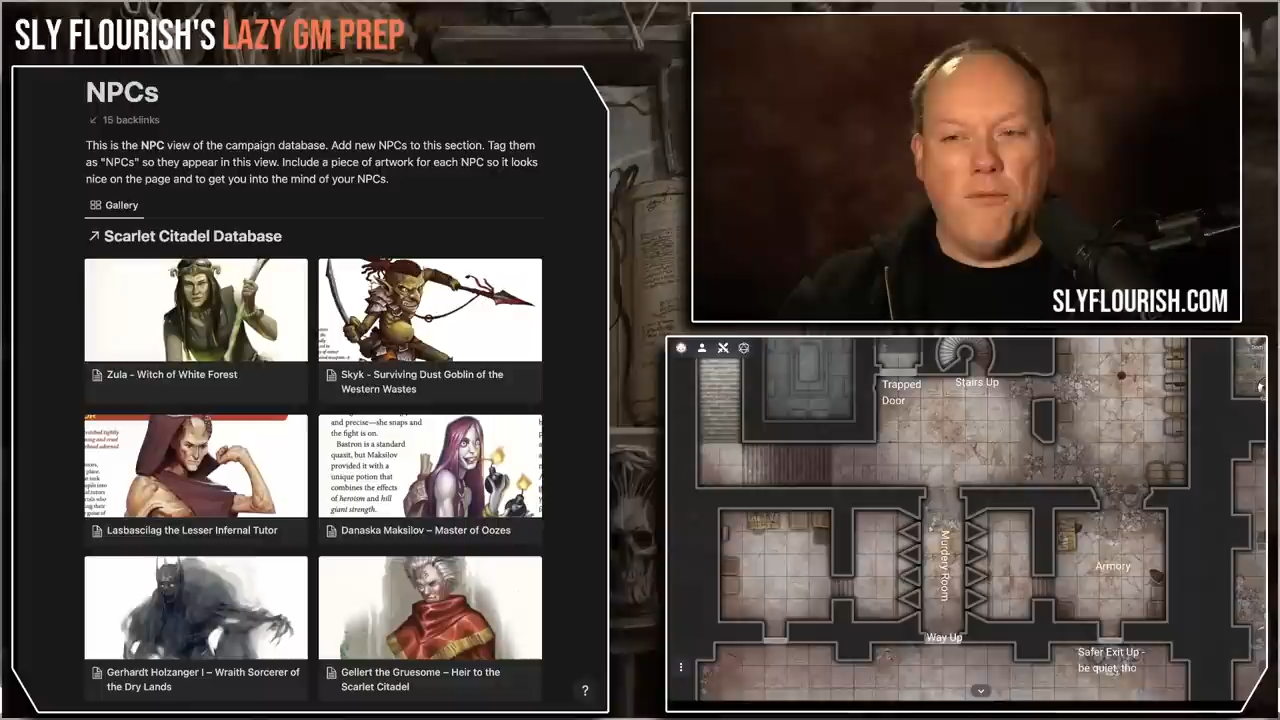 SLY FLOURISH'S LAZY GM PREP
NPCs
15 backlinks
This is the NPC view of the campaign database. Add new NPCs to this section. Tag them
as "NPCs" so they appear in this view. Include a piece of artwork for each NPC so it looks
nice on the page and to get you into the mind of your NPCs.
Gallery
Scarlet Citadel Database
Zula - Witch of White Forest
Skyk - Surviving Dust Goblin of the
Western Wastes
and precise—she snaps and
the fight is on.
Bastron is a standard
quaxit, but Maksilov
provided it with a
unique potion that
combines the effects
of heroism and hill
giant strength.
Lasbascilag the Lesser Infernal Tutor
Danaska Maksilov – Master of Oozes
Gerhardt Holzanger I – Wraith Sorcerer of
the Dry Lands
Gellert the Gruesome – Heir to the
Scarlet Citadel
?
SLYFLOURISH.COM
Trapped
Door
Stairs Up
Murdery Room
Armory
Way Up
Safer Exit Up -
be quiet, tho